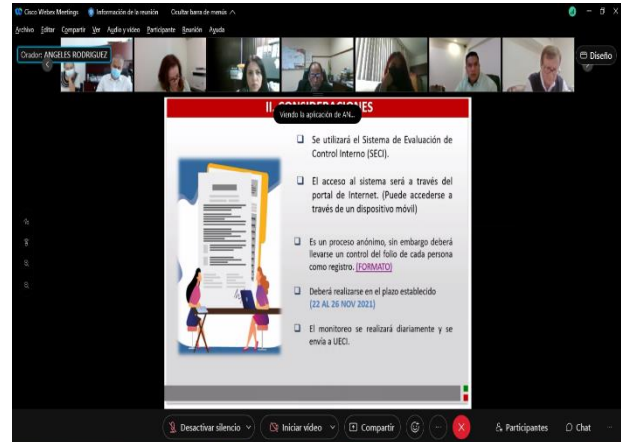 Cisco Webex Meetings Información de la reunión Ocultar barra de menús
Archivo Editar Compartir Ver Audio y vídeo Participante Reunión Ayuda
Orador: ANGELES RODRIGUEZ
Diseño
II. CONSIDERACIONES
Viendo la aplicación de AN...
Se utilizará el Sistema de Evaluación de
Control Interno (SECI).
El acceso al sistema será a través del
portal de Internet. (Puede accederse a
través de un dispositivo móvil)
Es un proceso anónimo, sin embargo deberá
llevarse un control del folio de cada persona
como registro. (FORMATO)
Deberá realizarse en el plazo establecido
(22 AL 26 NOV 2021)
El monitoreo se realizará diariamente y se
envía a UECI.
Desactivar silencio Iniciar vídeo Compartir Participantes Chat